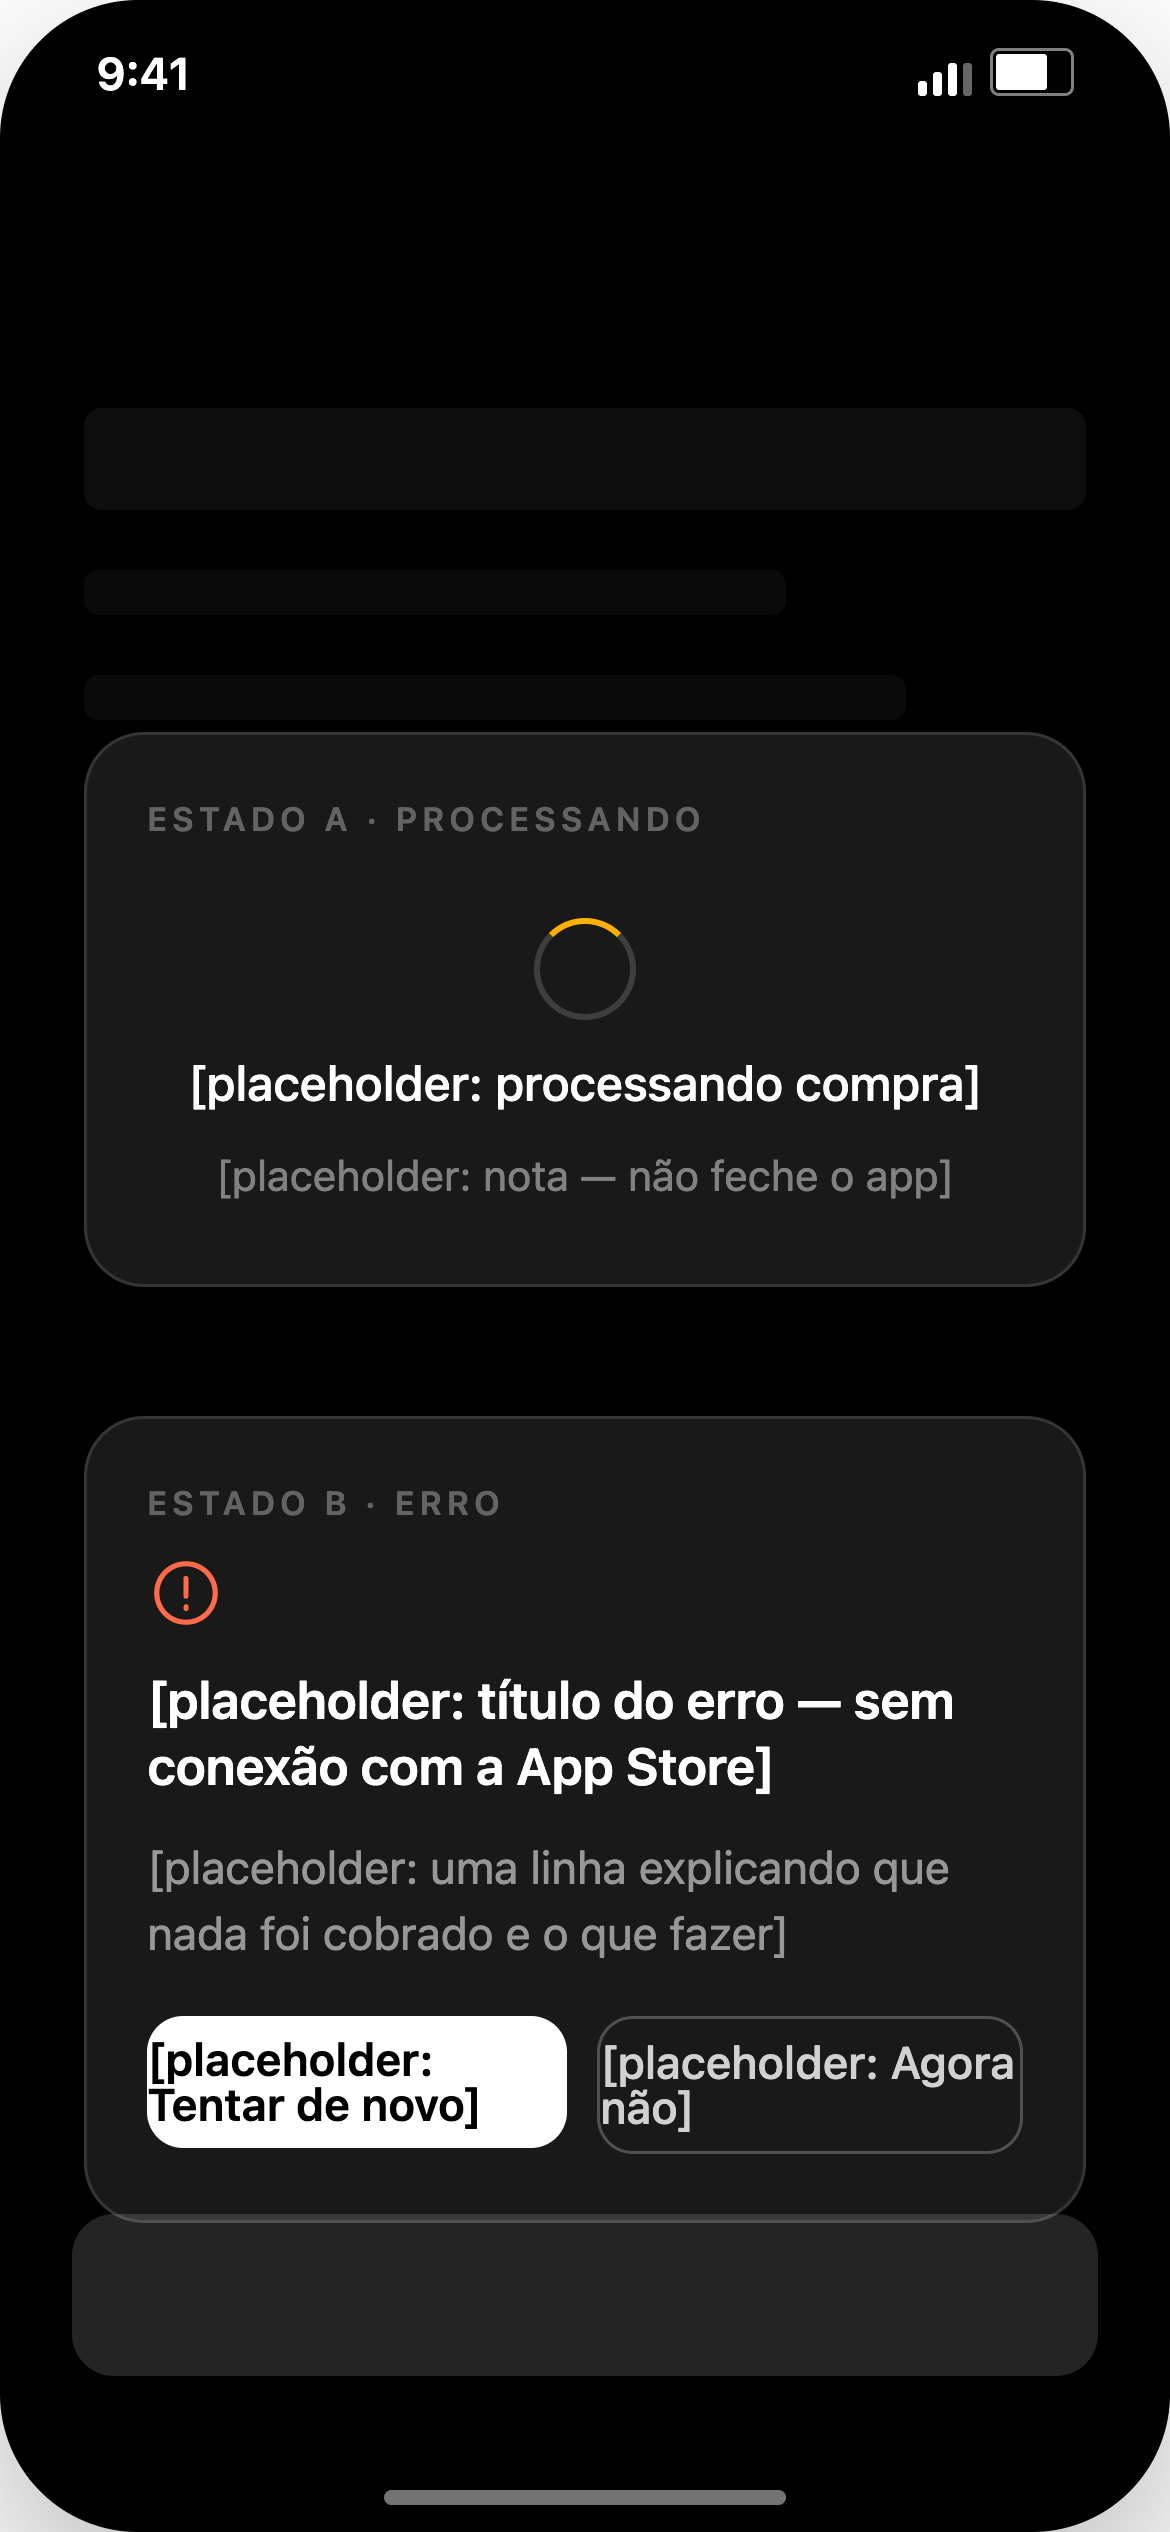 9:41
ESTADO A · PROCESSANDO
[placeholder: processando compra]
[placeholder: nota — não feche o app]
ESTADO B · ERRO
[placeholder: título do erro — sem
conexão com a App Store]
[placeholder: uma linha explicando que
nada foi cobrado e o que fazer]
[placeholder:
Tentar de novo]
[placeholder: Agora
não]